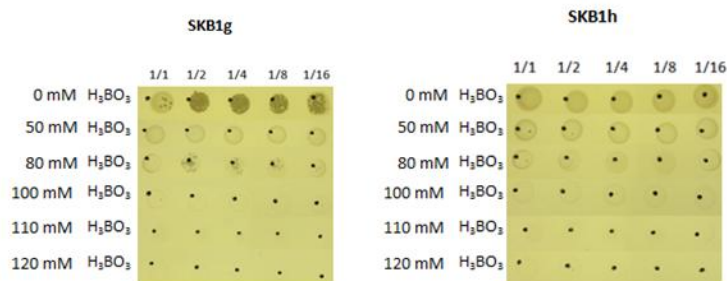 SKB1g
1/1 1/2 1/4 1/8 1/16
0 mM H₃BO₃
50 mM H₃BO₃
80 mM H₃BO₃
100 mM H₃BO₃
110 mM H₃BO₃
120 mM H₃BO₃
SKB1h
1/1 1/2 1/4 1/8 1/16
0 mM H₃BO₃
50 mM H₃BO₃
80 mM H₃BO₃
100 mM H₃BO₃
110 mM H₃BO₃
120 mM H₃BO₃